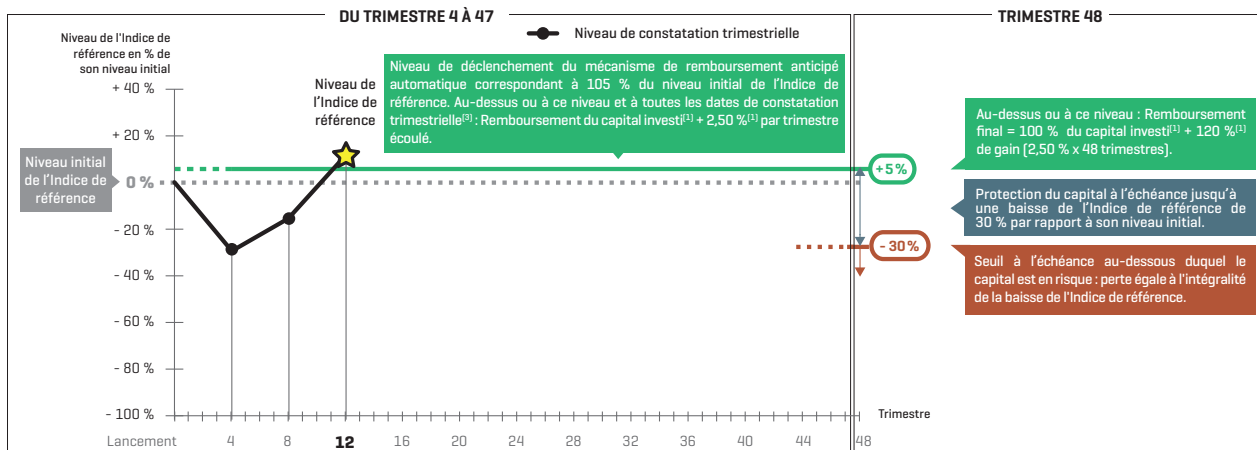 DU TRIMESTRE 4 À 47
TRIMESTRE 48
Niveau de constatation trimestrielle
Niveau de l'Indice de
référence en % de
son niveau initial
+ 40 %
+ 20 %
0 %
- 20 %
- 40 %
- 60 %
- 80 %
- 100 %
Niveau initial
de l'Indice de
référence
Niveau de
l'Indice de
référence
Niveau de déclenchement du mécanisme de remboursement anticipé
automatique correspondant à 105 % du niveau initial de l'Indice de
référence. Au-dessus ou à ce niveau et à toutes les dates de constatation
trimestrielle(3) : Remboursement du capital investi(1) + 2,50 %(1) par trimestre
écoulé.
+5 %
- 30 %
Au-dessus ou à ce niveau : Remboursement
final = 100 % du capital investi(1) + 120 %(1)
de gain (2,50 % x 48 trimestres).
Protection du capital à l'échéance jusqu'à
une baisse de l'Indice de référence de
30 % par rapport à son niveau initial.
Seuil à l'échéance au-dessous duquel le
capital est en risque : perte égale à l'intégralité
de la baisse de l'Indice de référence.
Trimestre
Lancement 4 8 12 16 20 24 28 32 36 40 44 48